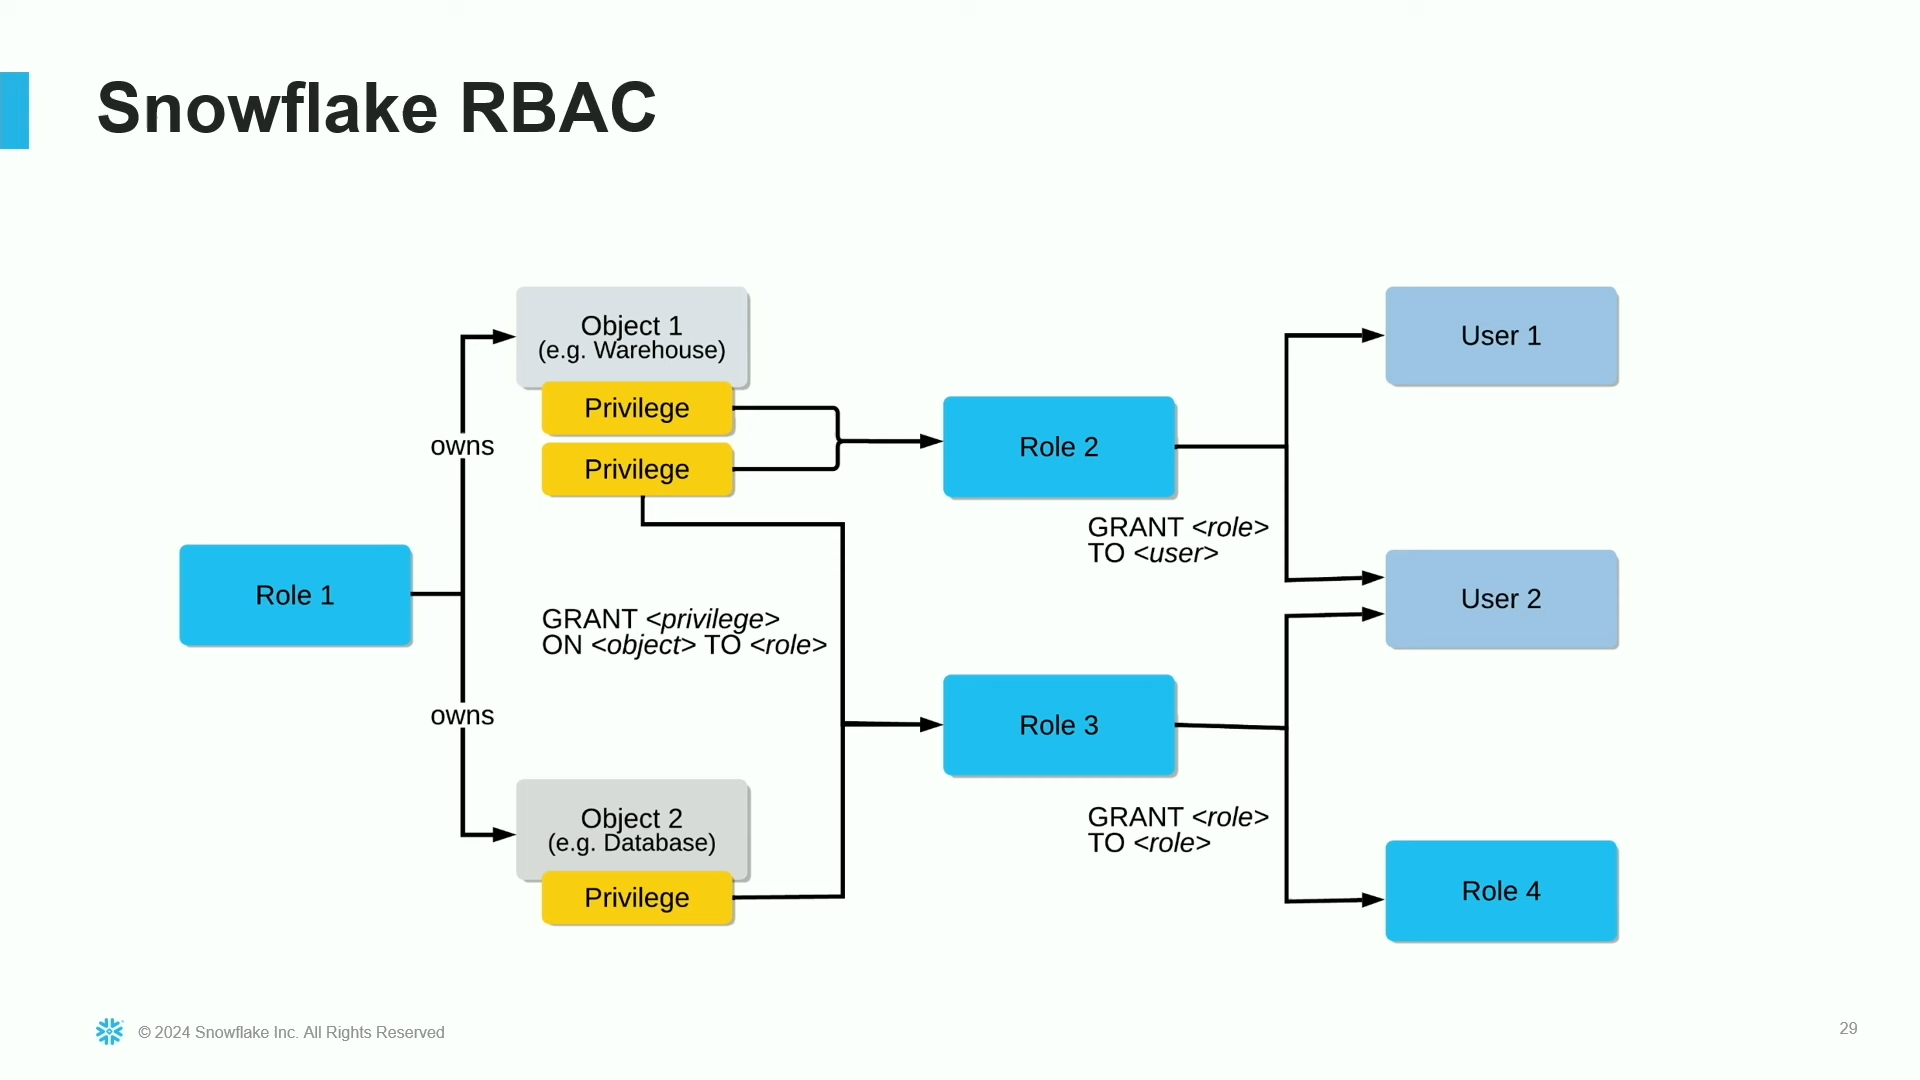 Snowflake RBAC
Object 1
(e.g. Warehouse)
Privilege
Privilege
owns
Role 1
GRANT <privilege>
ON <object> TO <role>
owns
Object 2
(e.g. Database)
Privilege
Role 2
GRANT <role>
TO <user>
Role 3
GRANT <role>
TO <role>
User 1
User 2
Role 4
© 2024 Snowflake Inc. All Rights Reserved
29